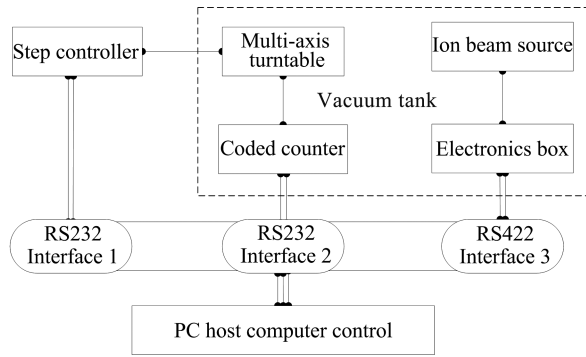 Step controller
Multi-axis
turntable
Ion beam source
Vacuum tank
Coded counter
Electronics box
RS232
Interface 1
RS232
Interface 2
RS422
Interface 3
PC host computer control